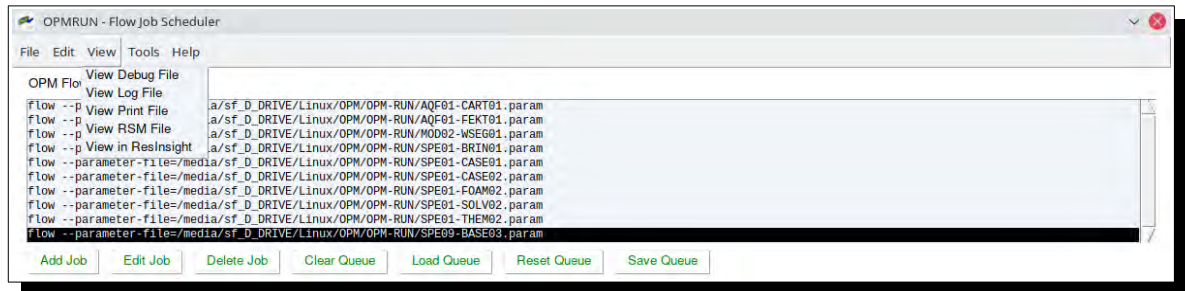 OPMRUN - Flow Job Scheduler
File Edit View Tools Help
View Debug File
OPM Flo
View Log File
flow --p a/sf_D_DRIVE/Linux/OPM/OPM-RUN/AQF01-CART01.param
View Print File
flow --p a/sf_D_DRIVE/Linux/OPM/OPM-RUN/AQF01-FEKT01.param
View RSM File
flow --p a/sf_D_DRIVE/Linux/OPM/OPM-RUN/MOD02-WSEG01.param
View in ResInsight
flow --p a/sf_D_DRIVE/Linux/OPM/OPM-RUN/SPE01-BRIN01.param
flow --parameter-file=/media/sf_D_DRIVE/Linux/OPM/OPM-RUN/SPE01-CASE01.param
flow --parameter-file=/media/sf_D_DRIVE/Linux/OPM/OPM-RUN/SPE01-CASE02.param
flow --parameter-file=/media/sf_D_DRIVE/Linux/OPM/OPM-RUN/SPE01-FOAM02.param
flow --parameter-file=/media/sf_D_DRIVE/Linux/OPM/OPM-RUN/SPE01-SOLV02.param
flow --parameter-file=/media/sf_D_DRIVE/Linux/OPM/OPM-RUN/SPE01-THEM02.param
flow --parameter-file=/media/sf_D_DRIVE/Linux/OPM/OPM-RUN/SPE09-BASE03.param
Add Job Edit Job Delete Job Clear Queue Load Queue Reset Queue Save Queue